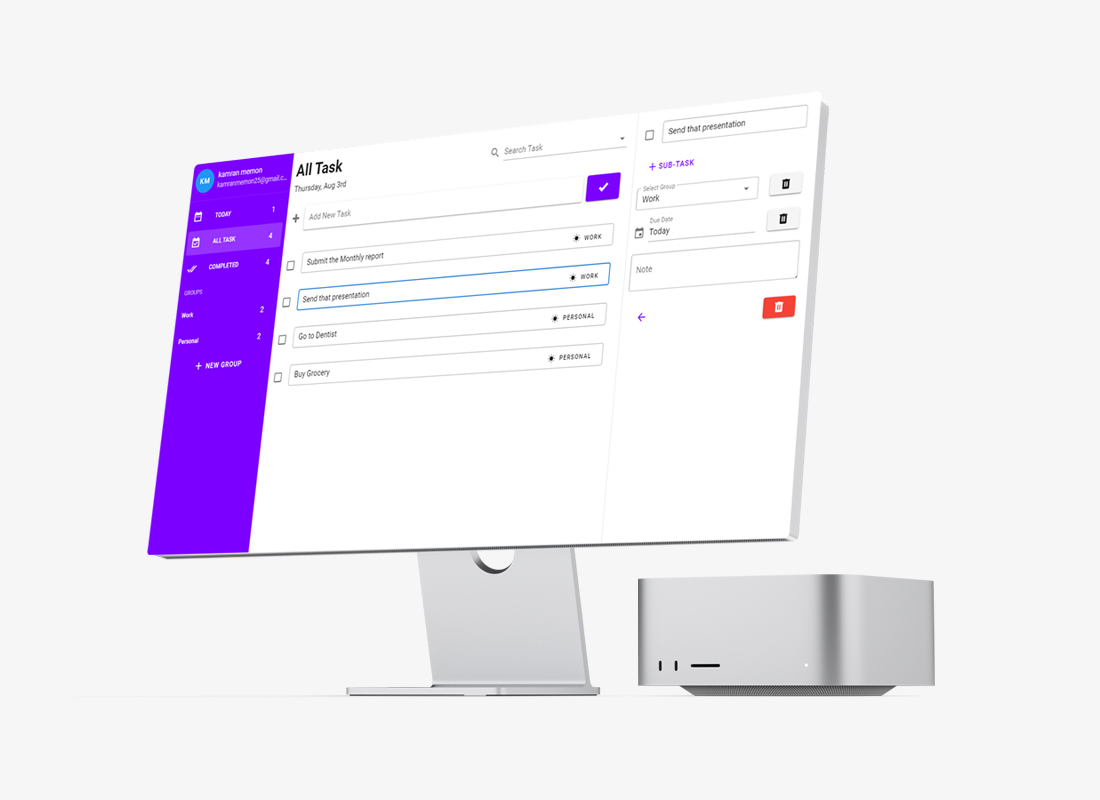 KM
kamran memon
kamranmemon25@gmail.c...
TODAY 1
ALL TASK 4
COMPLETED 4
GROUPS
Work 2
Personal 2
+ NEW GROUP
All Task
Thursday, Aug 3rd
Search Task
+ Add New Task
Submit the Monthly report WORK
Send that presentation WORK
Go to Dentist PERSONAL
Buy Grocery PERSONAL
Send that presentation
+ SUB-TASK
Select Group
Work
Due Date
Today
Note